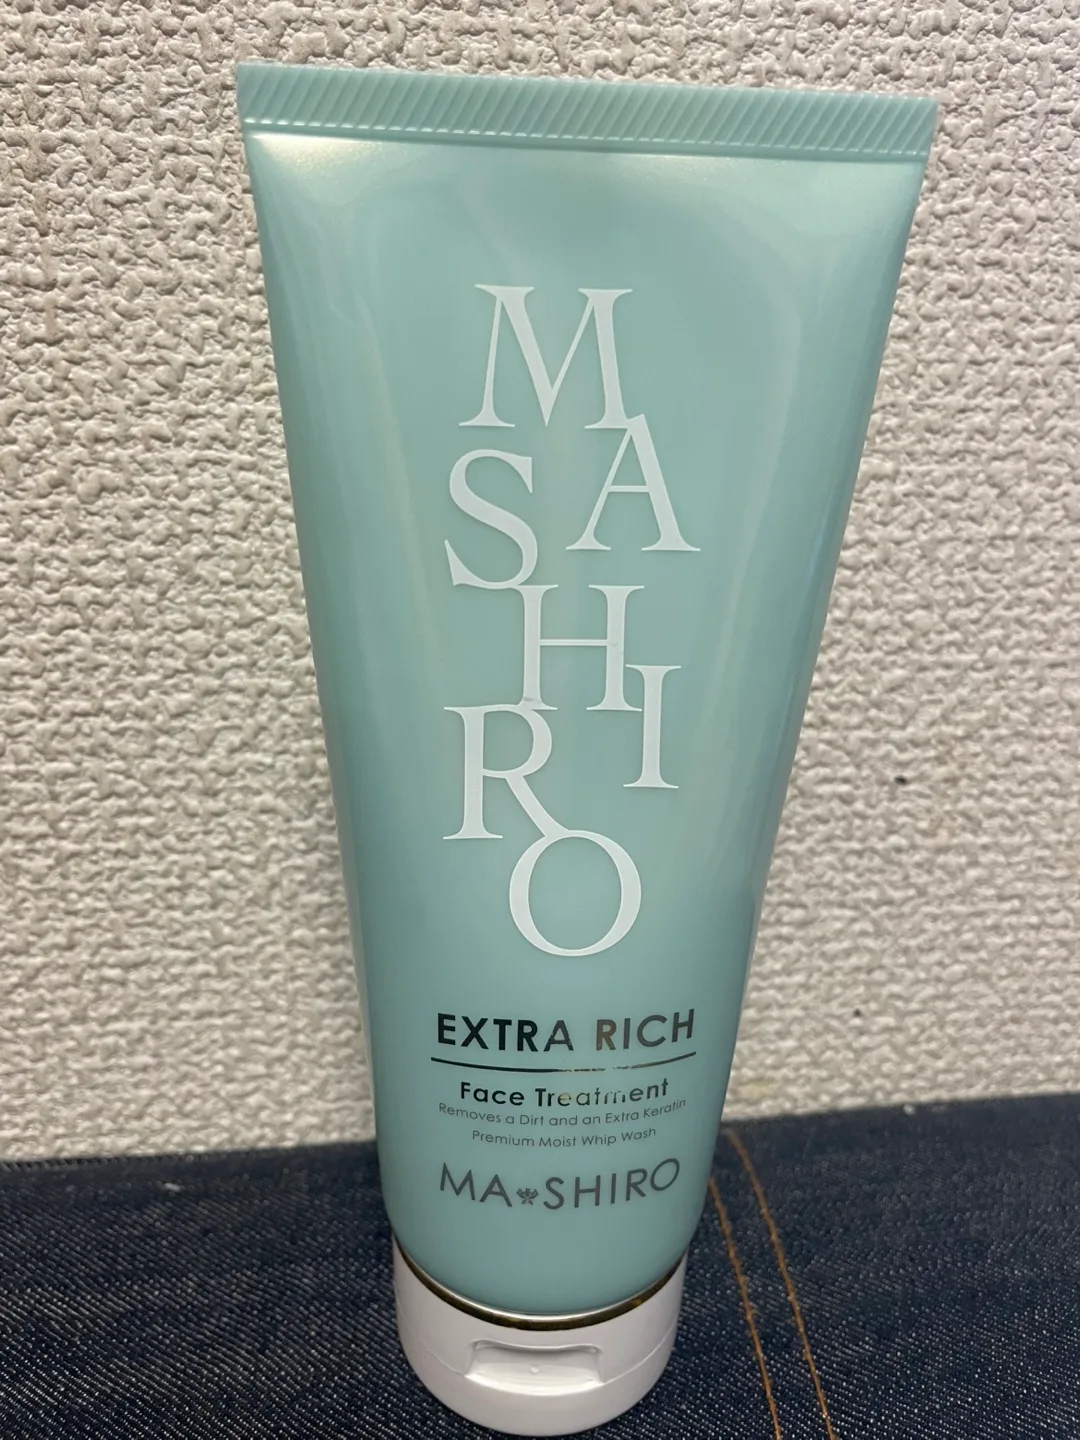 MASHIRO
EXTRA RICH
Face Treatment
Removes a Dirt and an Extra Keratin
Premium Moist Whip Wash
MA SHIRO